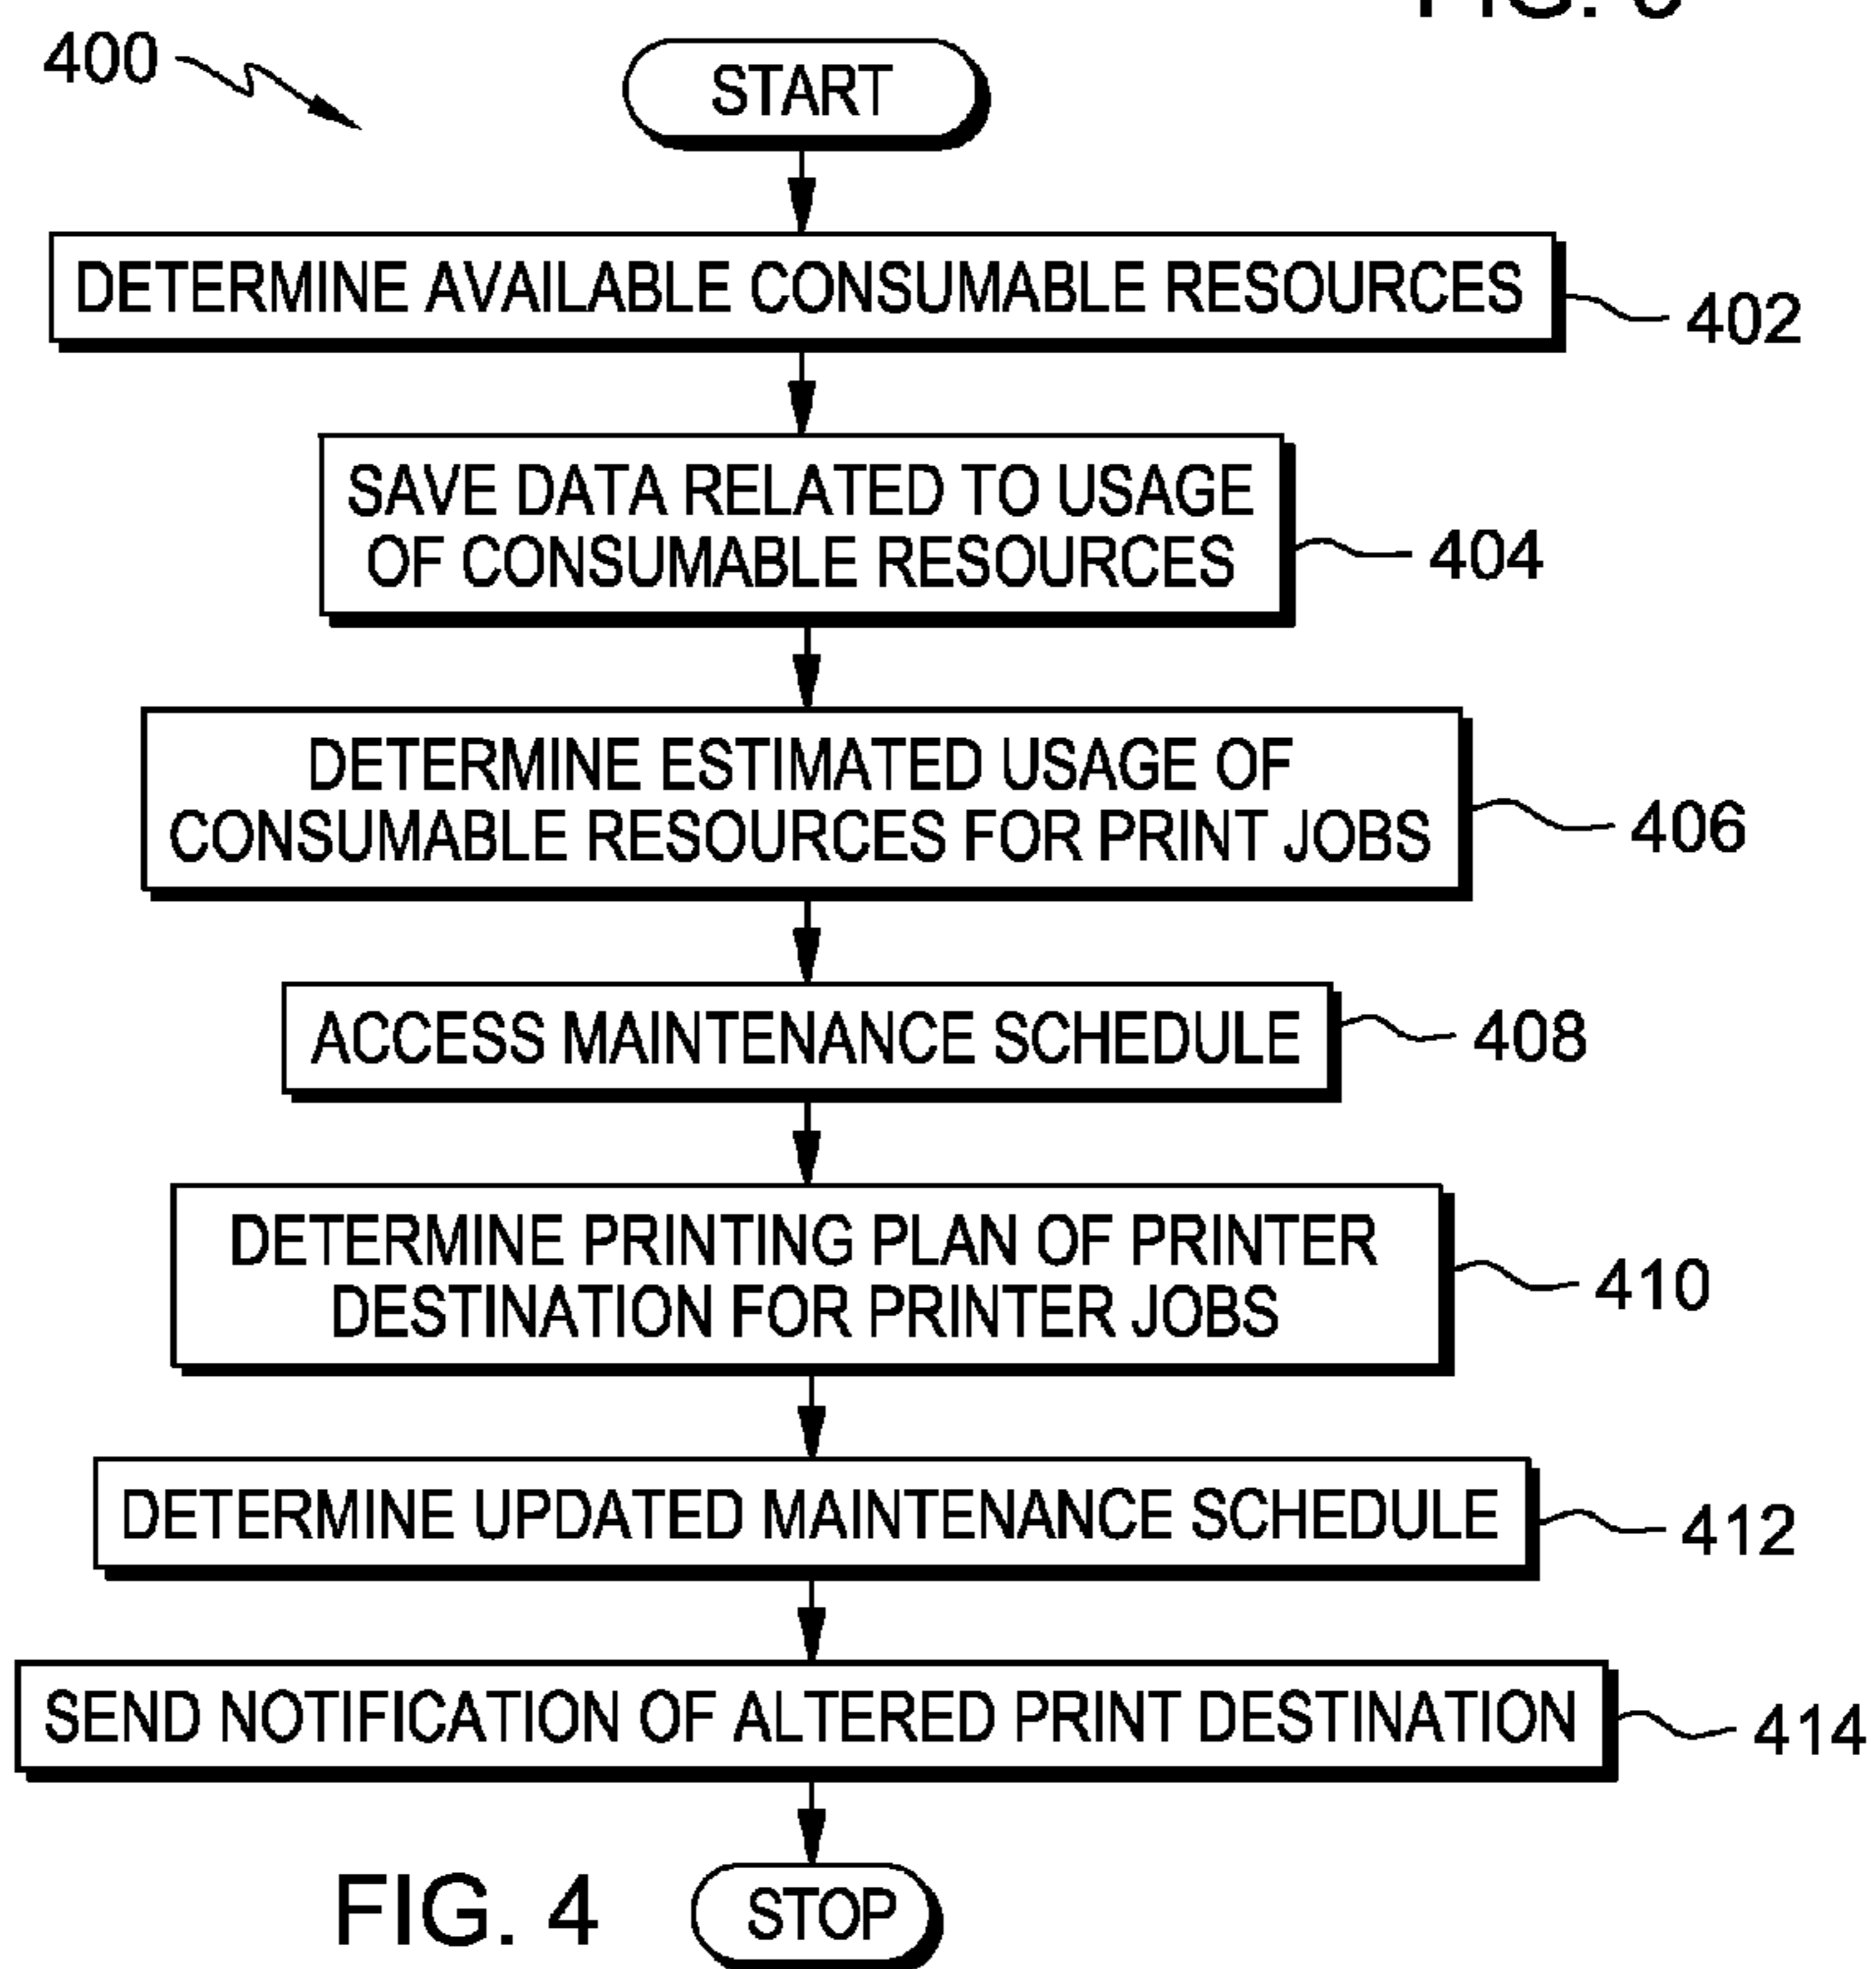 400
START
DETERMINE AVAILABLE CONSUMABLE RESOURCES
402
SAVE DATA RELATED TO USAGE
OF CONSUMABLE RESOURCES
404
DETERMINE ESTIMATED USAGE OF
CONSUMABLE RESOURCES FOR PRINT JOBS
406
ACCESS MAINTENANCE SCHEDULE
408
DETERMINE PRINTING PLAN OF PRINTER
DESTINATION FOR PRINTER JOBS
410
DETERMINE UPDATED MAINTENANCE SCHEDULE
412
SEND NOTIFICATION OF ALTERED PRINT DESTINATION
414
STOP
FIG. 4